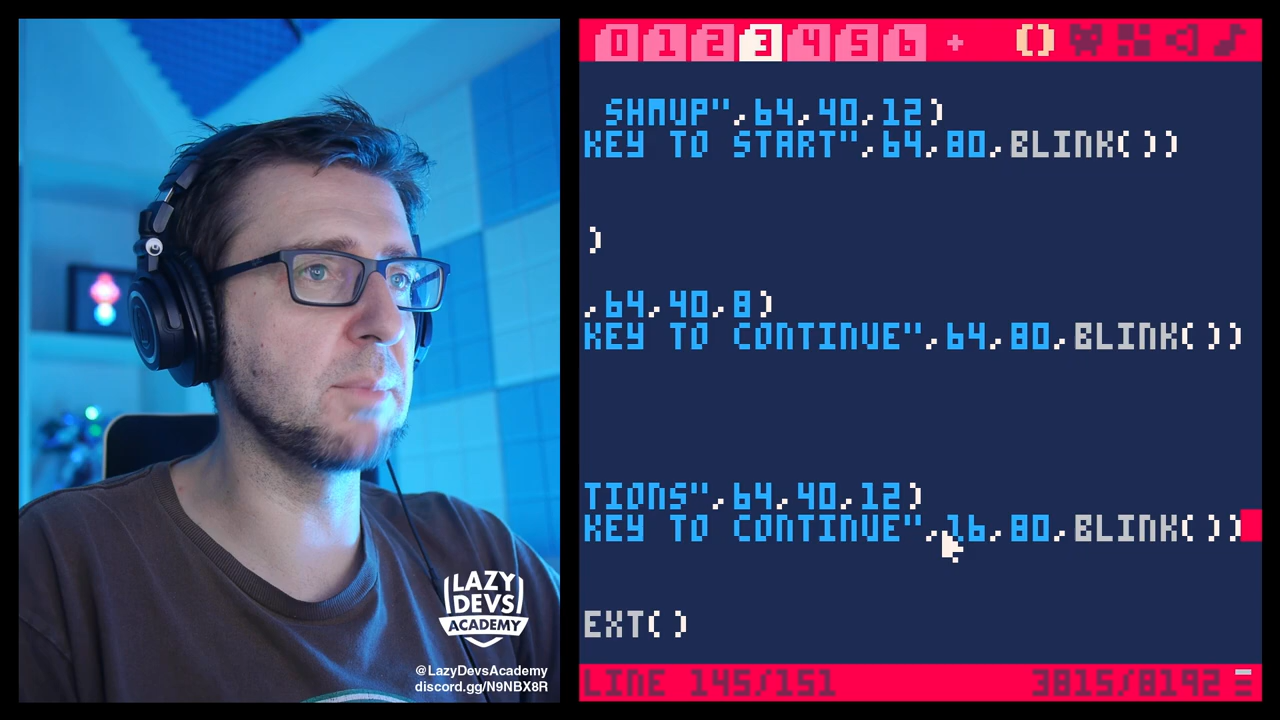 LAZY
DEVS
ACADEMY
@LazyDevsAcademy
discord.gg/N9NBX8R
0 1 2 3 4 5 6 +
SHMUP",64,40,12)
KEY TO START",64,80,BLINK())
)
,64,40,8)
KEY TO CONTINUE",64,80,BLINK())
TIONS",64,40,12)
KEY TO CONTINUE",16,80,BLINK())
EXT()
LINE 145/151
3815/8192